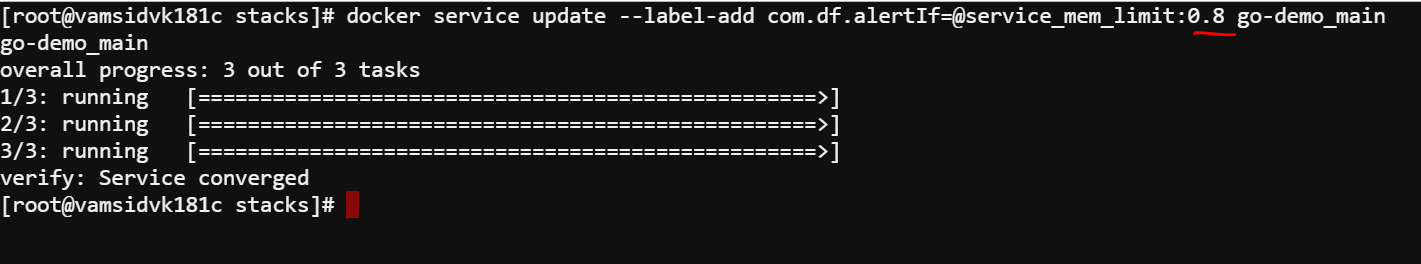 [root@vamsidvk181c stacks]# docker service update --label-add com.df.alertIf=@service_mem_limit:0.8 go-demo_main
go-demo_main
overall progress: 3 out of 3 tasks
1/3: running   [==================================================>]
2/3: running   [==================================================>]
3/3: running   [==================================================>]
verify: Service converged
[root@vamsidvk181c stacks]#